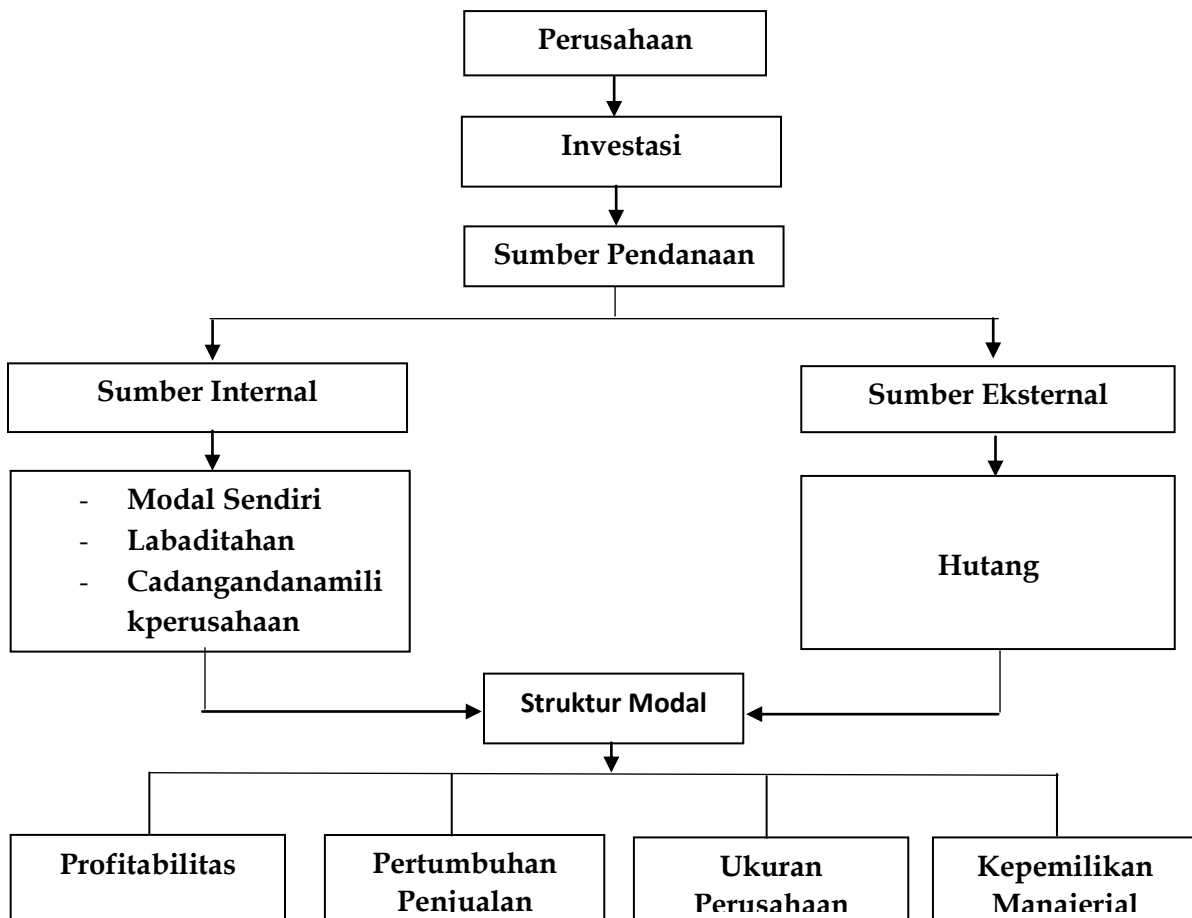 Perusahaan
Investasi
Sumber Pendanaan
Sumber Internal
Sumber Eksternal
- Modal Sendiri
- Labaditahan
- Cadangandanamili
kperusahaan
Hutang
Struktur Modal
Profitabilitas
Pertumbuhan
Penjualan
Ukuran
Perusahaan
Kepemilikan
Manajerial